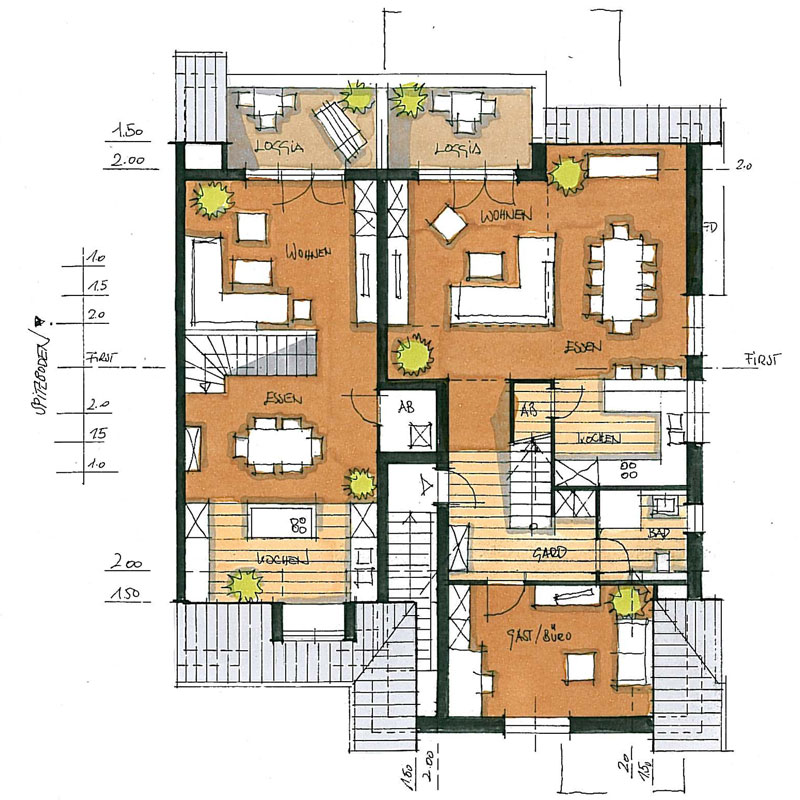 LOGGIA
LOGGIA
1.50
2.00
2.0
WOHNEN
WOHNEN
1.0
1.5
2.0
SPITZBODEN/
FIRST
FIRST
ESSEN
ESSEN
2.0
AB
AB
1.5
KOCHEN
1.0
BAD
GARD
KOCHEN
2.00
1.50
GAST/BÜRO
1.50
2.00
2.0
1.50